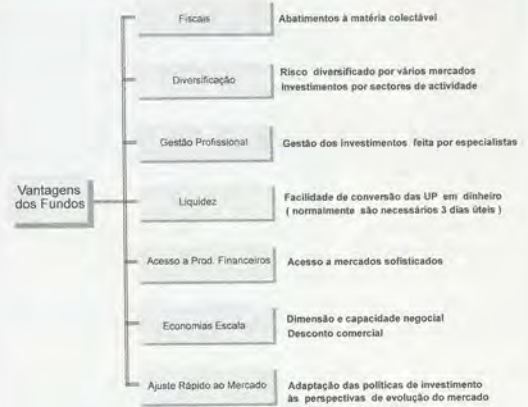 Vantagens
dos Fundos
Fiscais
Abatimentos à matéria colectável
Diversificação
Risco diversificado por vários mercados
Investimentos por sectores de actividade
Gestão Profissional
Gestão dos investimentos feita por especialistas
Liquidez
Facilidade de conversão das UP em dinheiro
( normalmente são necessários 3 dias úteis )
Acesso a Prod. Financeiros
Acesso a mercados sofisticados
Economias Escala
Dimensão e capacidade negocial
Desconto comercial
Ajuste Rápido ao Mercado
Adaptação das políticas de investimento
às perspectivas de evolução do mercado